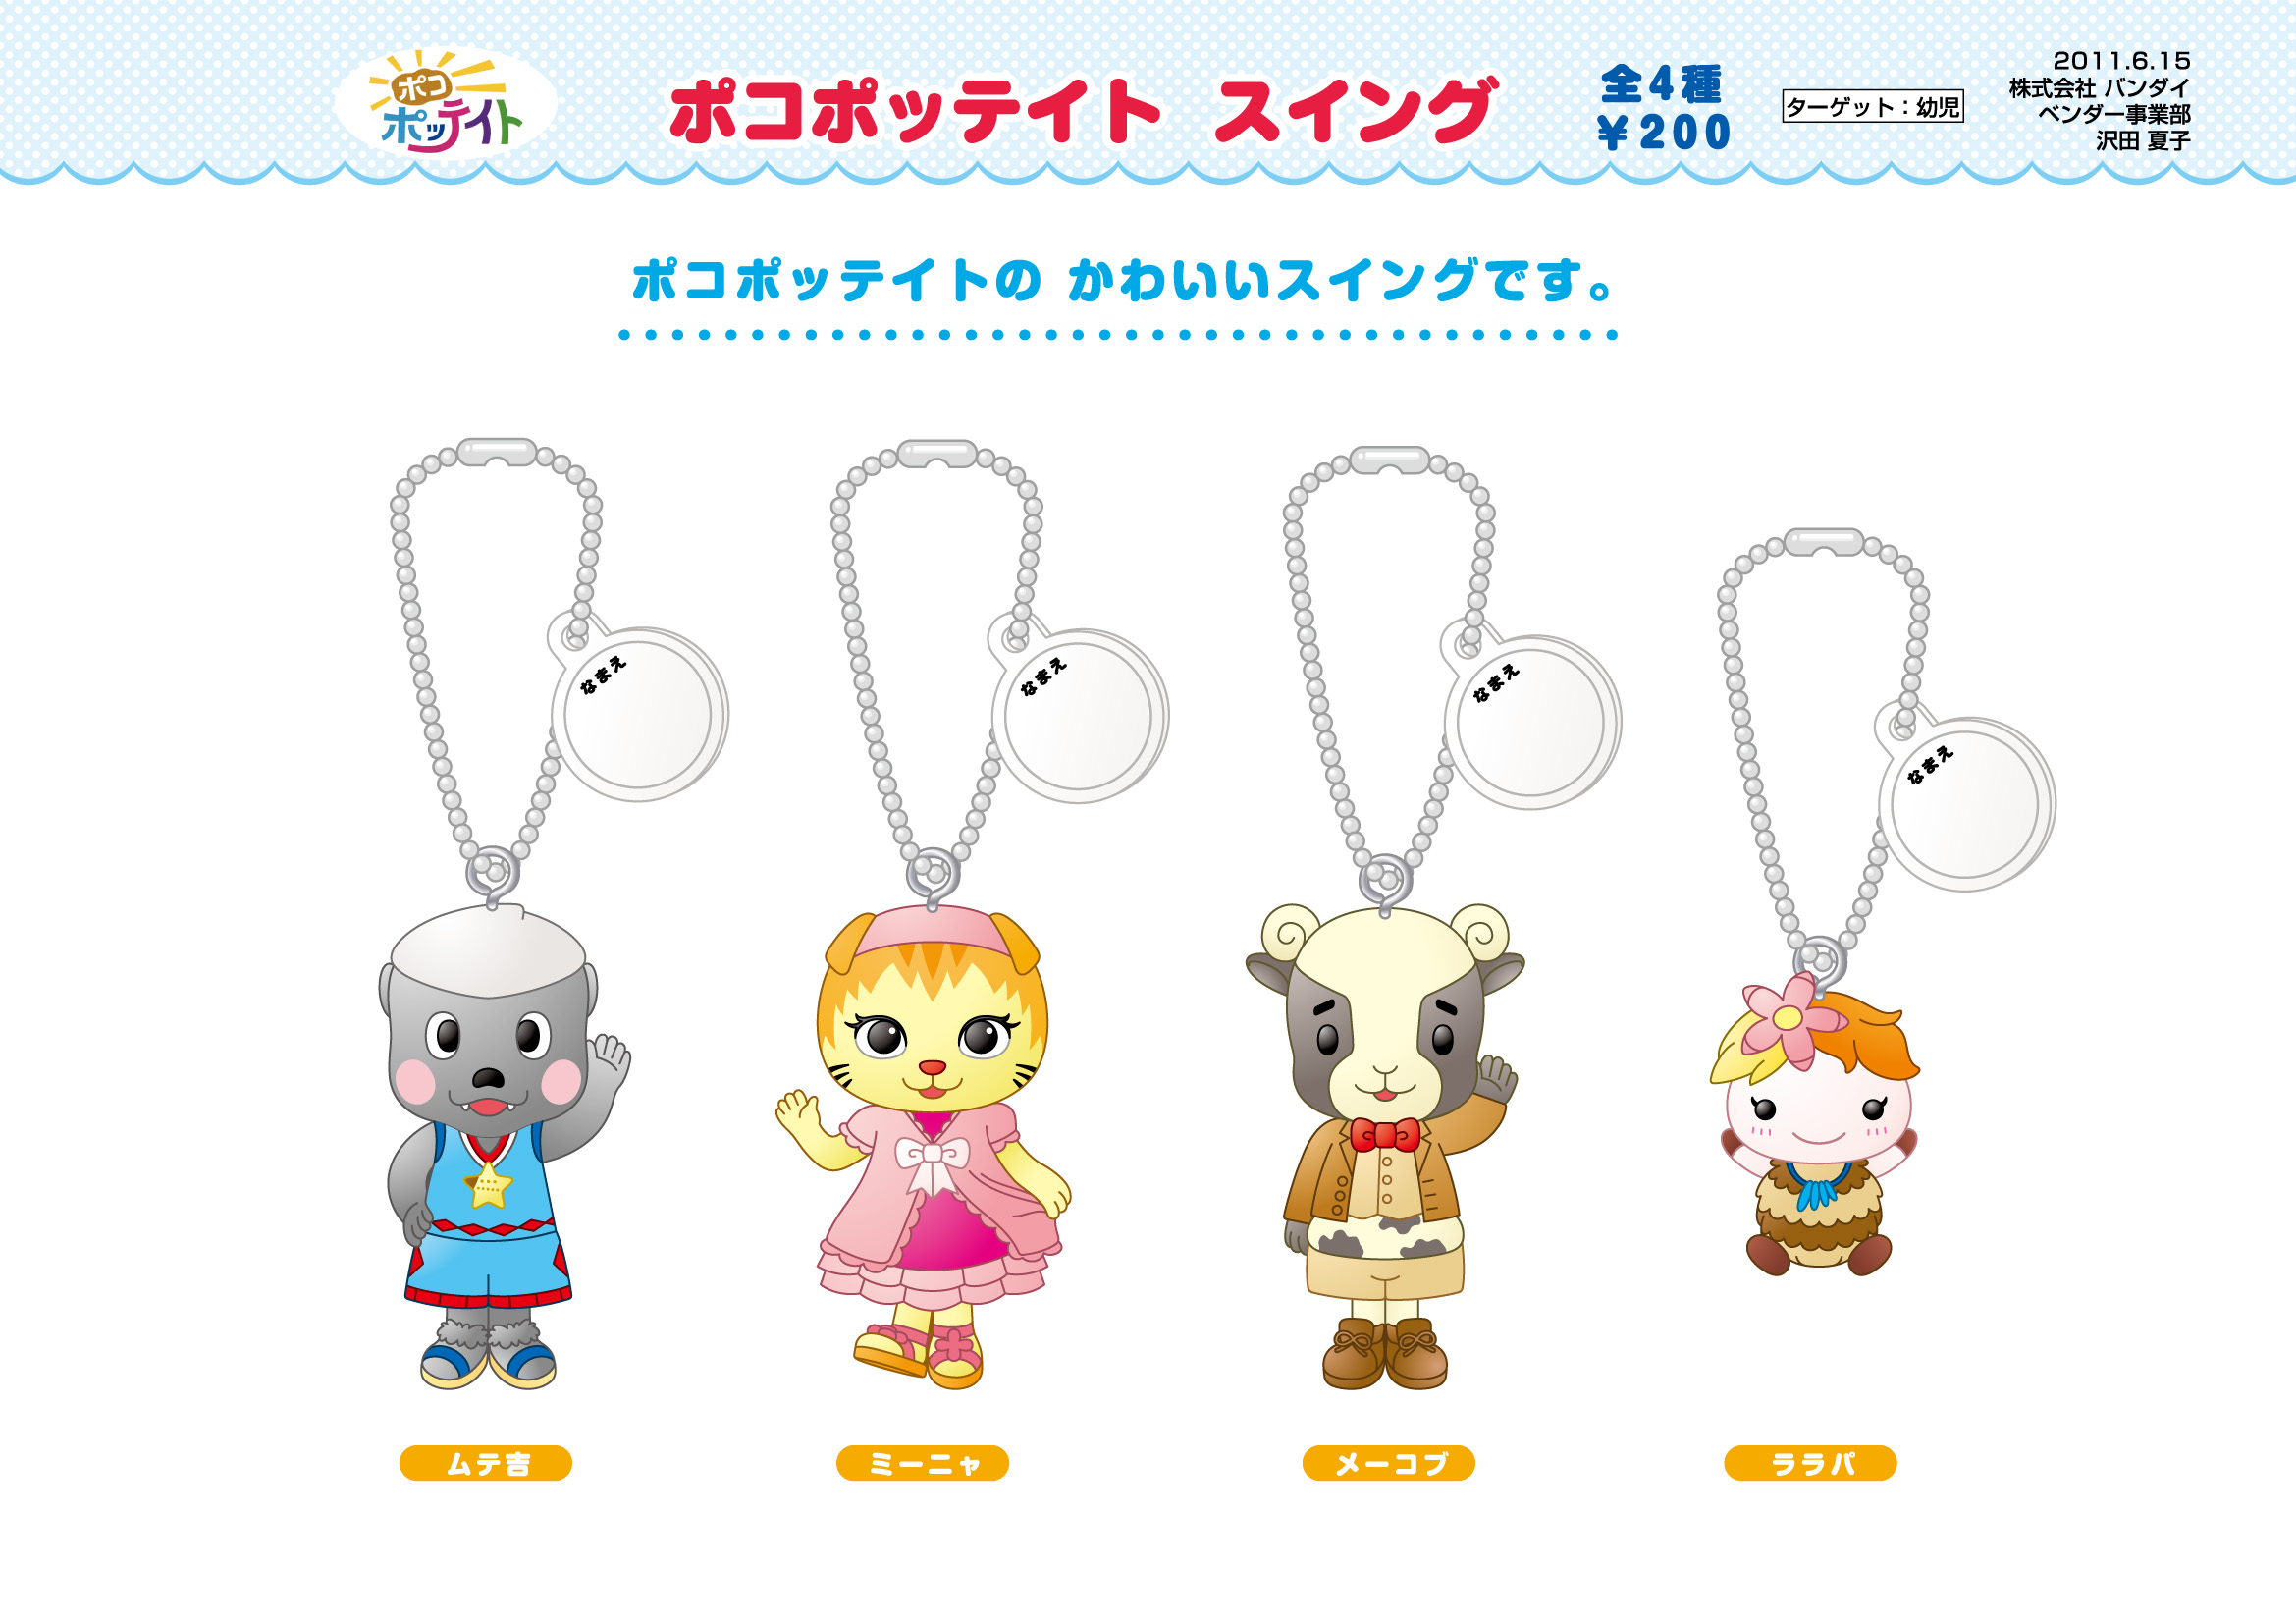 ポコ
ポッテイト
ポコポッテイト スイング
全4種
¥200
ターゲット：幼児
2011.6.15
株式会社 バンダイ
ベンダー事業部
沢田 夏子
ポコポッテイトの かわいいスイングです。
なまえ
なまえ
なまえ
なまえ
ムテ吉
ミーニャ
メーコブ
ララパ